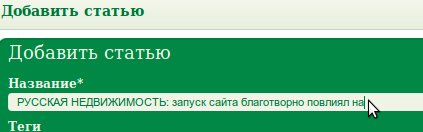 Добавить статью
Добавить статью
Название*
РУССКАЯ НЕДВИЖИМОСТЬ: запуск сайта благотворно повлиял на
Теги